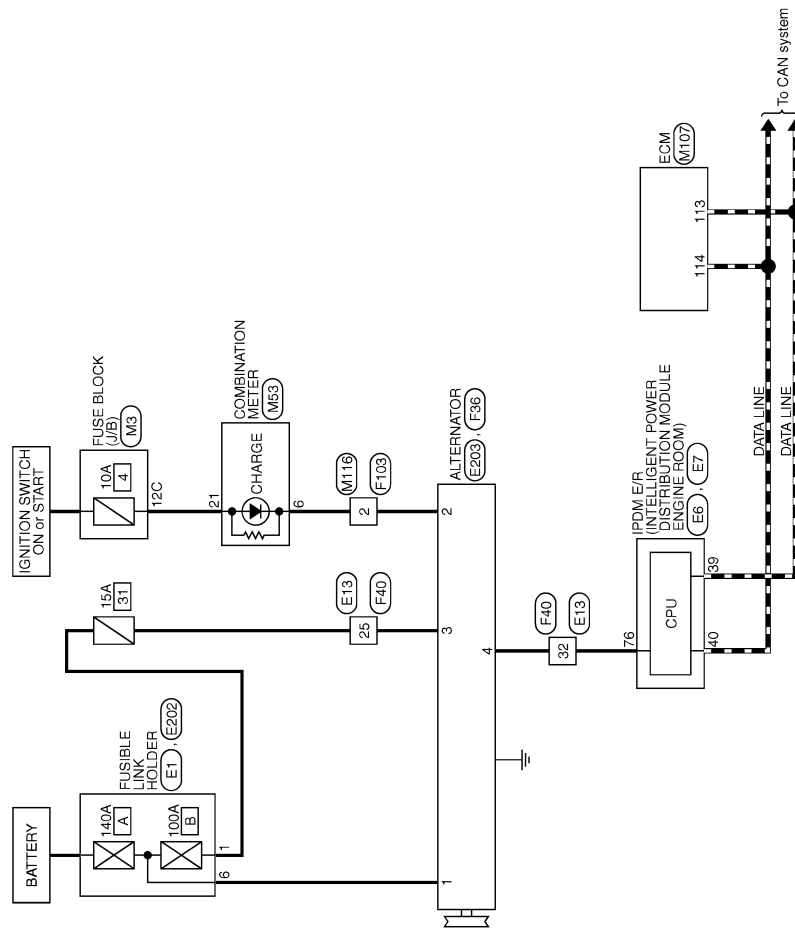 BATTERY
FUSIBLE
LINK
HOLDER
E1 , E202
140A
A
100A
B
6
1
15A
31
IGNITION SWITCH
ON or START
FUSE BLOCK
(J/B)
M3
10A
4
12C
COMBINATION
METER
M53
21
CHARGE
6
E13
25
F40
M116
2
F103
ALTERNATOR
E203 , F36
1
3
2
4
F40
32
E13
IPDM E/R
(INTELLIGENT POWER
DISTRIBUTION MODULE
ENGINE ROOM)
E6 , E7
76
CPU
40
39
ECM
M107
114
113
DATA LINE
DATA LINE
To CAN system